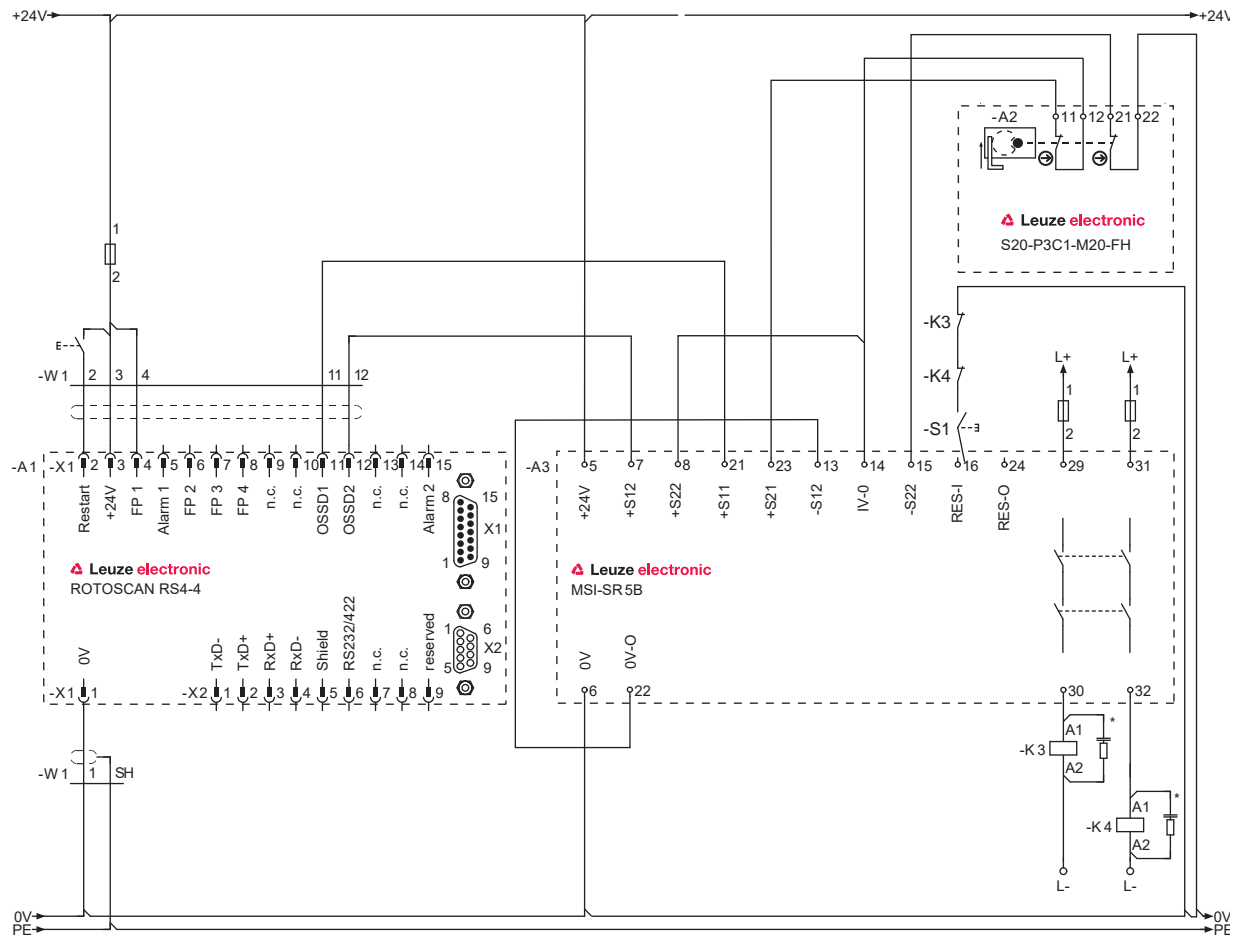 +24V
+24V
-A2
11 12 21 22
Leuze electronic
S20-P3C1-M20-FH
1
2
-K3
-K4
-S1
L+
1
2
L+
1
2
-W1 2 3 4 11 12
-A1 -X1 2 3 4 5 6 7 8 9 10 11 12 13 14 15
Restart
+24V
FP 1
Alarm 1
FP 2
FP 3
FP 4
n.c.
n.c.
OSSD1
OSSD2
n.c.
n.c.
Alarm 2
8 15
X1
1 9
Leuze electronic
ROTOSCAN RS4-4
1 6
X2
5 9
0V
TxD-
TxD+
RxD+
RxD-
Shield
RS232/422
n.c.
n.c.
reserved
-X1 1
-X2 1 2 3 4 5 6 7 8 9
-W1 1 SH
-A3 5 7 8 21 23 13 14 15 16 24 29 31
+24V
+S12
+S22
+S11
+S21
-S12
IV-0
-S22
RES-I
RES-O
Leuze electronic
MSI-SR5B
0V
0V-O
6 22 30 32
-K3
A1
A2
*
-K4
A1
A2
*
L-
L-
0V
PE
0V
PE